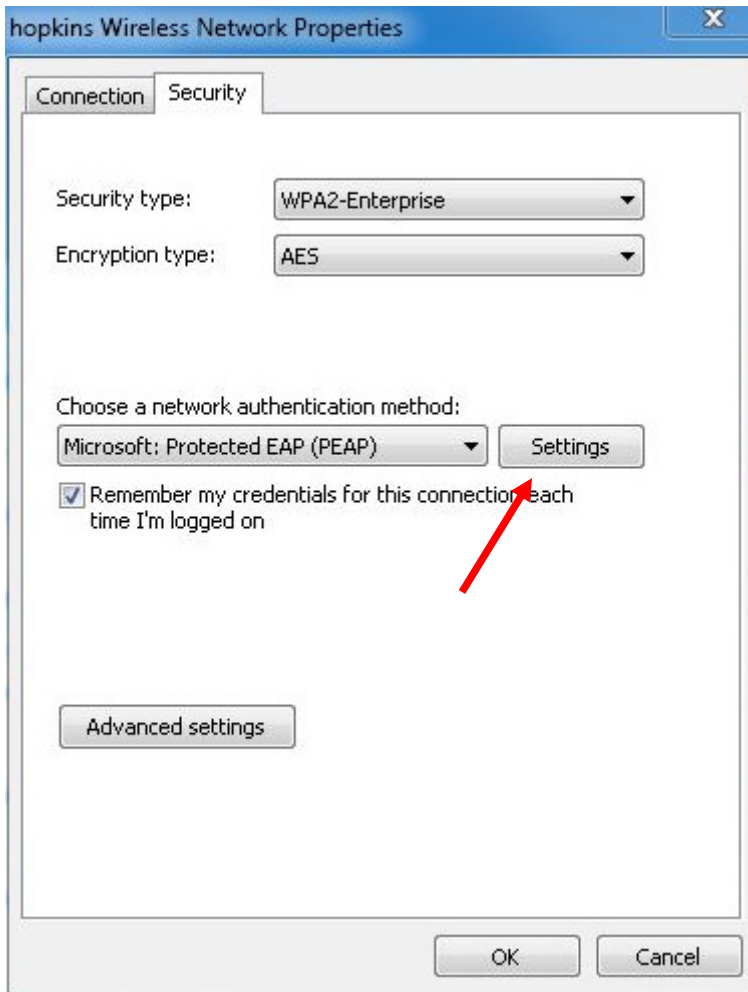 hopkins Wireless Network Properties
X
Connection Security
Security type: WPA2-Enterprise
Encryption type: AES
Choose a network authentication method:
Microsoft: Protected EAP (PEAP) Settings
Remember my credentials for this connection each
time I'm logged on
Advanced settings
OK Cancel